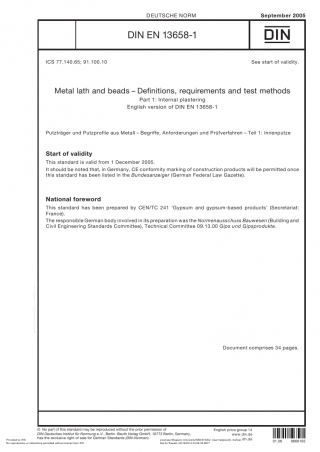 DEUTSCHE NORM
September 2005
DIN EN 13658-1
DIN
ICS 77.140.65; 91.100.10
See start of validity.
Metal lath and beads – Definitions, requirements and test methods
Part 1: Internal plastering
English version of DIN EN 13658-1
Putzträger und Putzprofile aus Metall – Begriffe, Anforderungen und Prüfverfahren – Teil 1: Innenputze
Start of validity
This standard is valid from 1 December 2005.
It should be noted that, in Germany, CE conformity marking of construction products will be permitted once
this standard has been listed in the Bundesanzeiger (German Federal Law Gazette).
National foreword
This standard has been prepared by CEN/TC 241 ‘Gypsum and gypsum-based products’ (Secretariat:
France).
The responsible German body involved in its preparation was the Normenausschuss Bauwesen (Building and
Civil Engineering Standards Committee), Technical Committee 09.13.00 Gips und Gipsprodukte.
Document comprises 34 pages.
© No part of this standard may be reproduced without the prior permission of
DIN Deutsches Institut für Normung e.V., Berlin. Beuth Verlag GmbH, 10772 Berlin, Germany,
has the exclusive right of sale for German Standards (DIN-Normen).
English price group 14
www.din.de